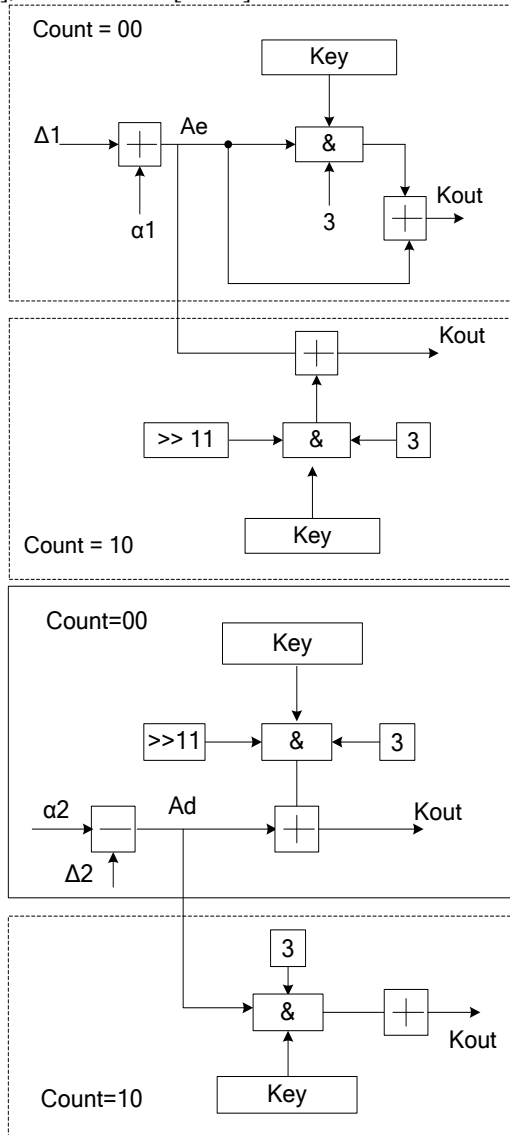 Count = 00
Key
Δ1
Ae
&
α1
3
Kout
Kout
>> 11
&
3
Key
Count = 10
Count=00
Key
>>11
&
3
α2
Ad
Kout
Δ2
3
&
Kout
Key
Count=10